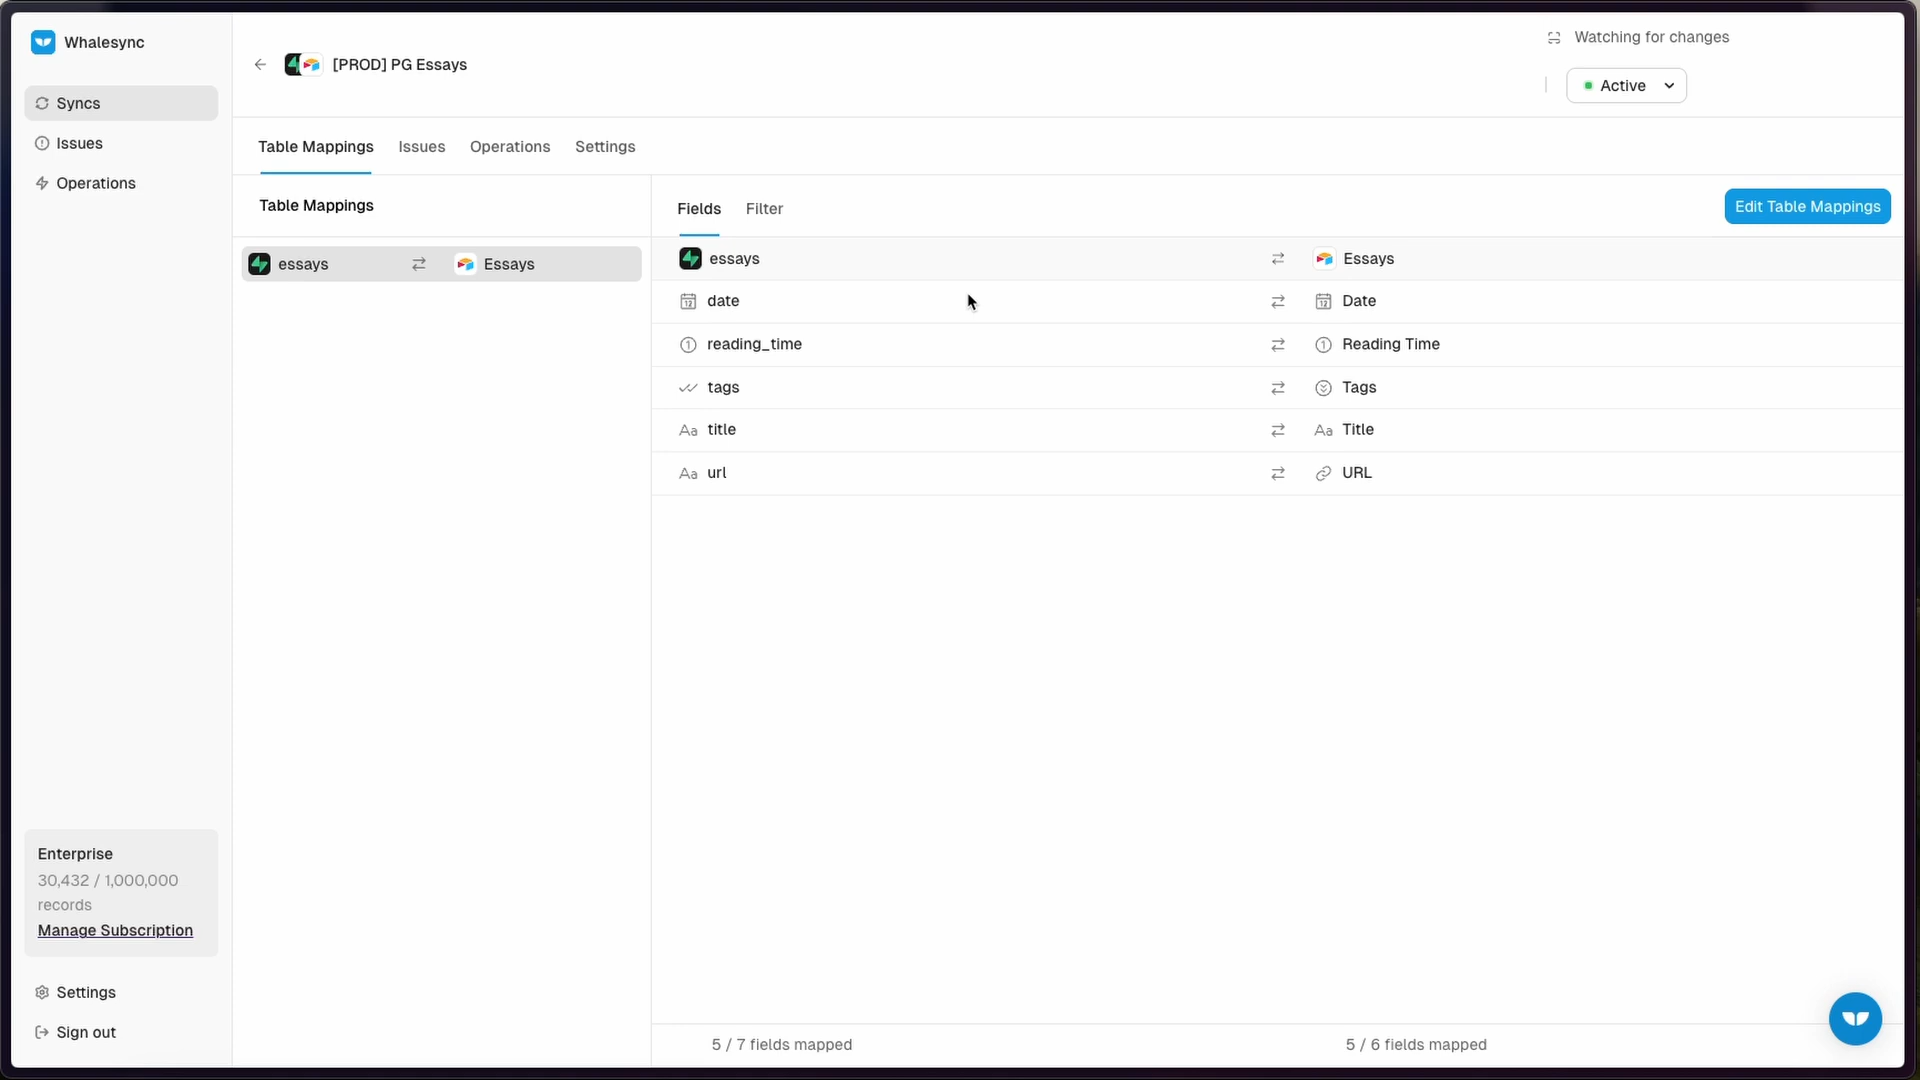 Whalesync
Syncs
Issues
Operations
[PROD] PG Essays
Watching for changes
Active
Table Mappings Issues Operations Settings
Table Mappings
essays Essays
Fields Filter
Edit Table Mappings
essays Essays
date Date
reading_time Reading Time
tags Tags
title Title
url URL
5 / 7 fields mapped 5 / 6 fields mapped
Enterprise
30,432 / 1,000,000
records
Manage Subscription
Settings
Sign out